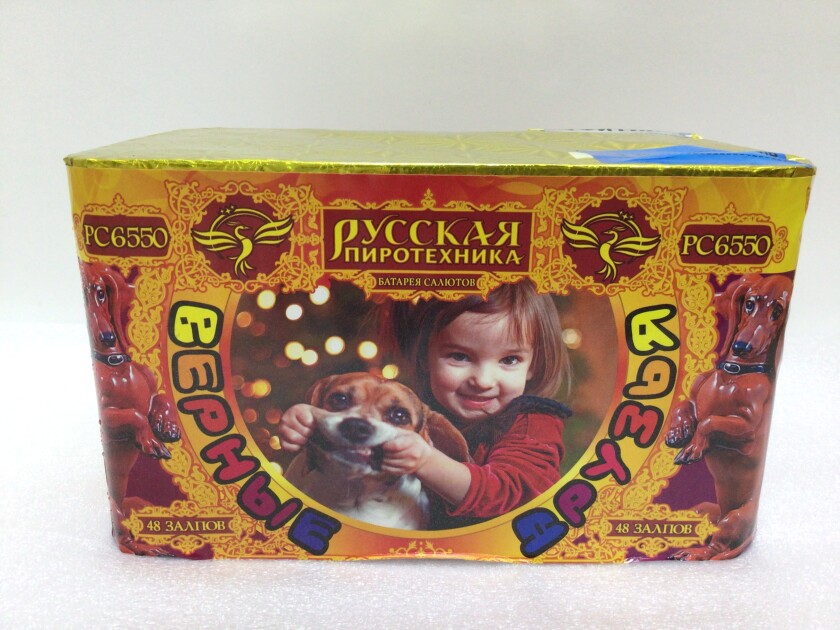 РС6550
РУССКАЯ
ПИРОТЕХНИКА
БАТАРЕЯ САЛЮТОВ
РС6550
ВЕРНЫЕ
ДРУЗЬЯ
48 ЗАЛПОВ
48 ЗАЛПОВ